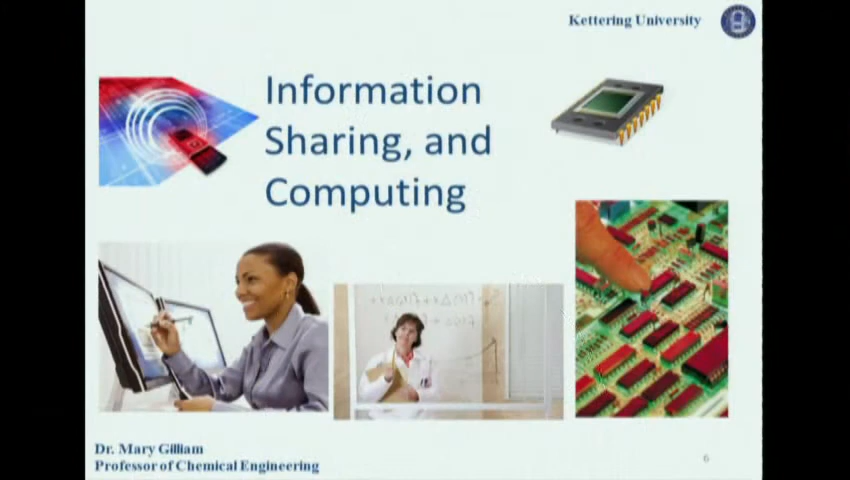 Kettering University
Information
Sharing, and
Computing
Dr. Mary Gilliam
Professor of Chemical Engineering
6